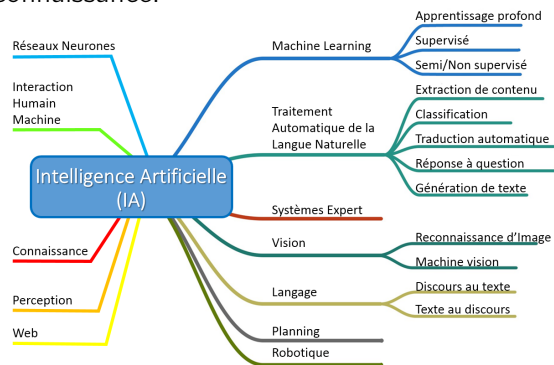 connaissance.
Réseaux Neurones
Interaction
Humain
Machine
Intelligence Artificielle
(IA)
Connaissance
Perception
Web
Machine Learning
Apprentissage profond
Supervisé
Semi/Non supervisé
Traitement
Automatique de la
Langue Naturelle
Extraction de contenu
Classification
Traduction automatique
Réponse à question
Génération de texte
Systèmes Expert
Vision
Reconnaissance d'Image
Machine vision
Langage
Discours au texte
Texte au discours
Planning
Robotique